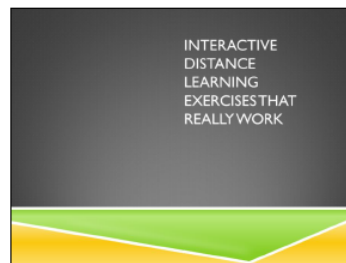 INTERACTIVE
DISTANCE
LEARNING
EXERCISES THAT
REALLY WORK